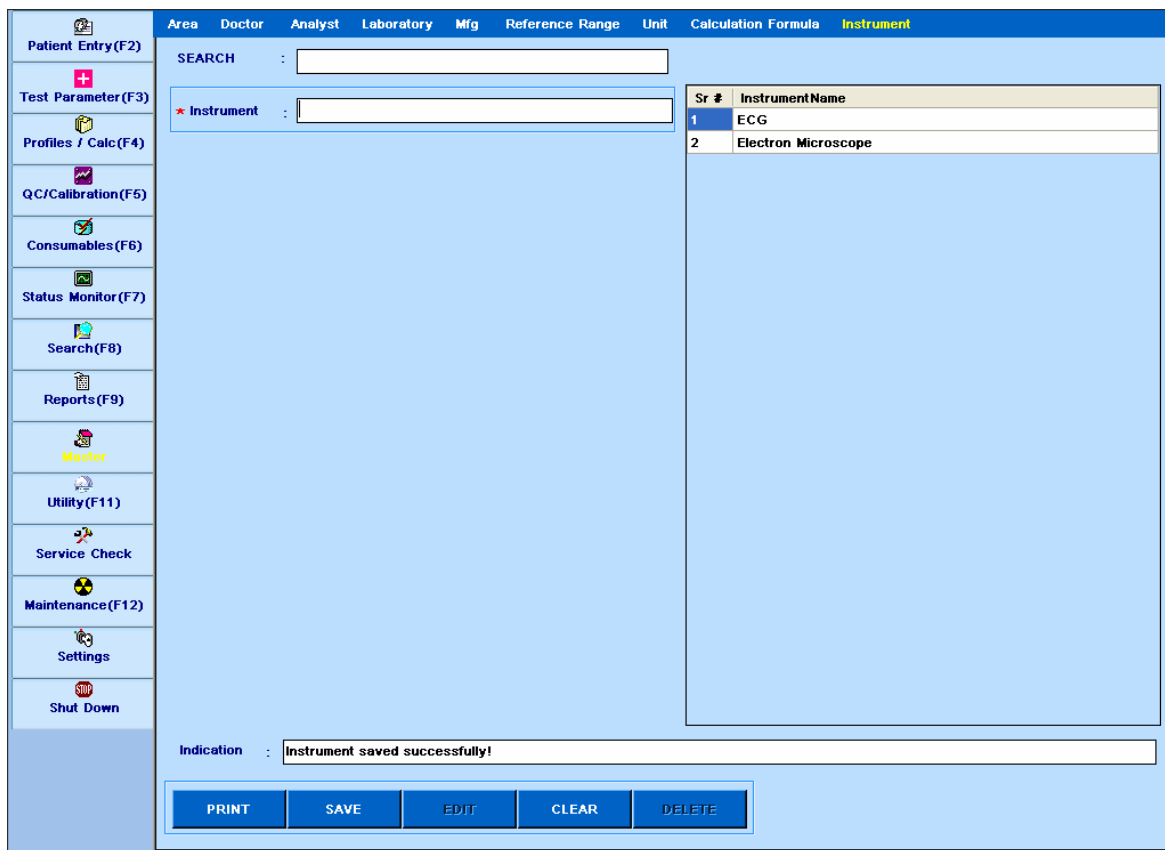 Area Doctor Analyst Laboratory Mfg Reference Range Unit Calculation Formula Instrument
Patient Entry(F2)
Test Parameter(F3)
Profiles / Calc(F4)
QC/Calibration(F5)
Consumables(F6)
Status Monitor(F7)
Search(F8)
Reports(F9)
Master
Utility(F11)
Service Check
Maintenance(F12)
Settings
STOP
Shut Down
SEARCH :
* Instrument :
Sr # InstrumentName
1 ECG
2 Electron Microscope
Indication : Instrument saved successfully!
PRINT SAVE EDIT CLEAR DELETE